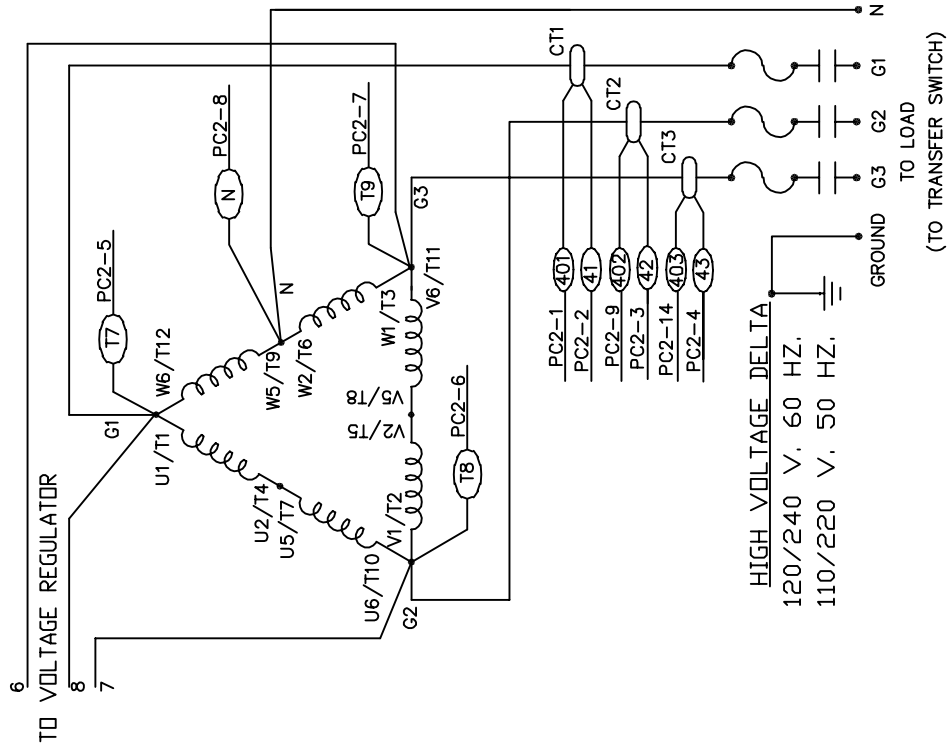 6
TO VOLTAGE REGULATOR
8
7
G1
T7
PC2-5
U1/T1
W6/T12
N
PC2-8
U2/T4
U5/T7
W5/T9
W2/T6
N
T9
PC2-7
U6/T10
V1/T2
V2/T5
V5/T8
W1/T3
V6/T11
G2
G3
T8
PC2-6
CT1
CT2
CT3
PC2-1
401
PC2-2
41
PC2-9
402
PC2-3
42
PC2-14
403
PC2-4
43
HIGH VOLTAGE DELTA
120/240 V. 60 HZ.
110/220 V. 50 HZ.
GROUND
G3
G2
G1
N
TO LOAD
(TO TRANSFER SWITCH)